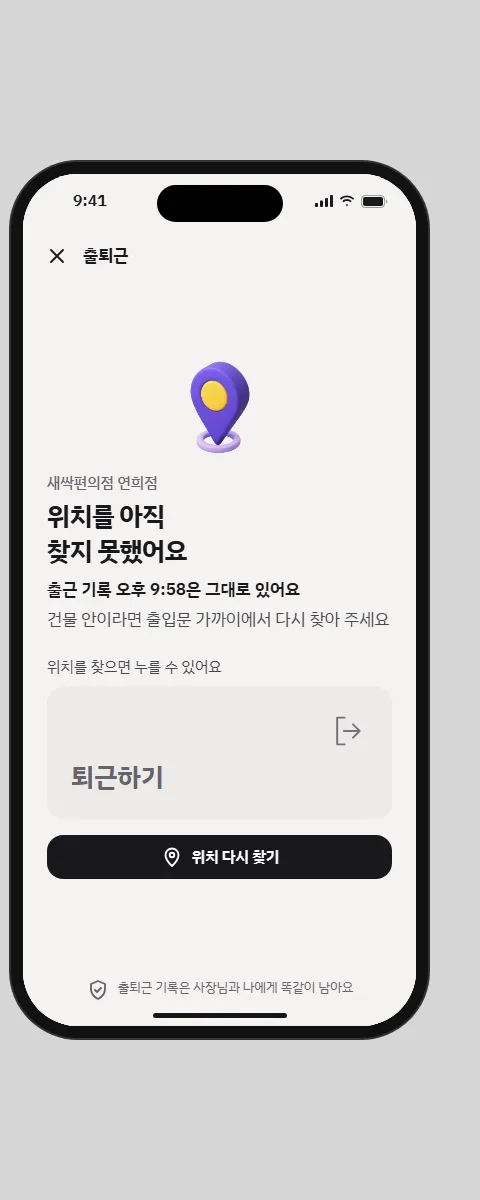 9:41
출퇴근
새싹편의점 연희점
위치를 아직
찾지 못했어요
출근 기록 오후 9:58은 그대로 있어요
건물 안이라면 출입문 가까이에서 다시 찾아 주세요
위치를 찾으면 누를 수 있어요
퇴근하기
위치 다시 찾기
출퇴근 기록은 사장님과 나에게 똑같이 남아요